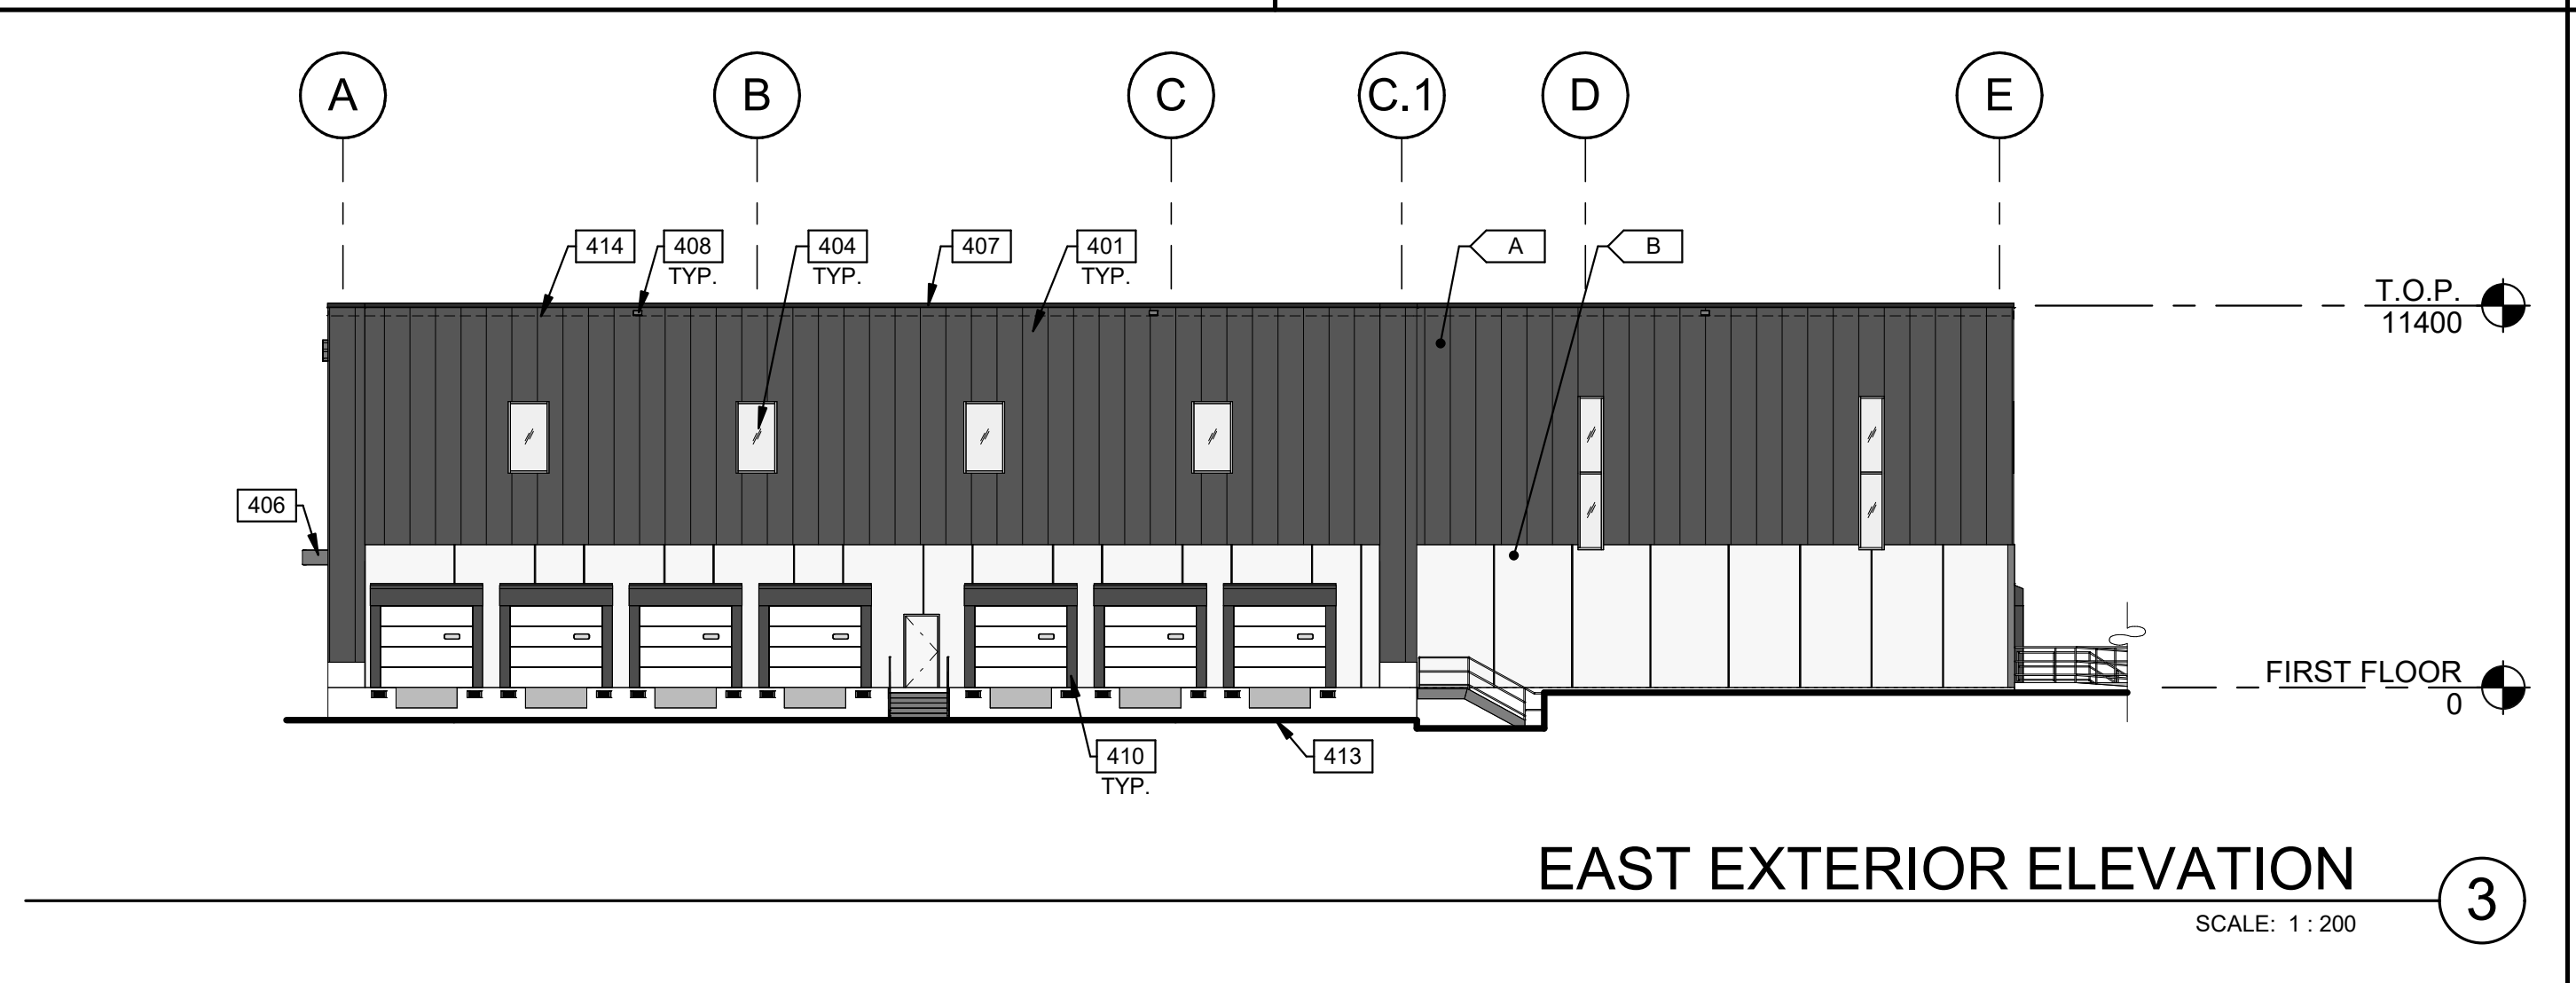 A B C C.1 D E
414 408 404 407 401 A B
TYP. TYP. TYP.
T.O.P.
11400
406
FIRST FLOOR
0
410 413
TYP.
EAST EXTERIOR ELEVATION
3
SCALE: 1 : 200